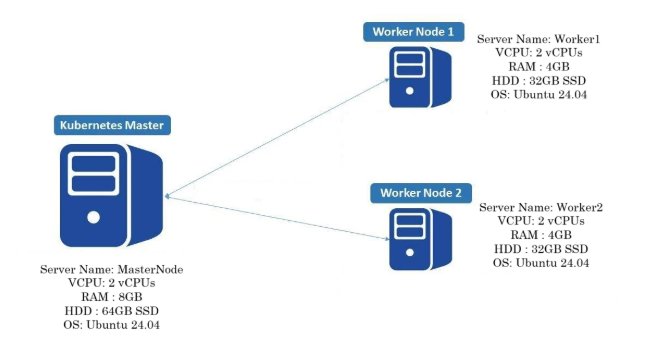 Worker Node 1
Server Name: Worker1
VCPU: 2 vCPUs
RAM : 4GB
HDD : 32GB SSD
OS: Ubuntu 24.04
Kubernetes Master
Server Name: MasterNode
VCPU: 2 vCPUs
RAM : 8GB
HDD : 64GB SSD
OS: Ubuntu 24.04
Worker Node 2
Server Name: Worker2
VCPU: 2 vCPUs
RAM : 4GB
HDD : 32GB SSD
OS: Ubuntu 24.04